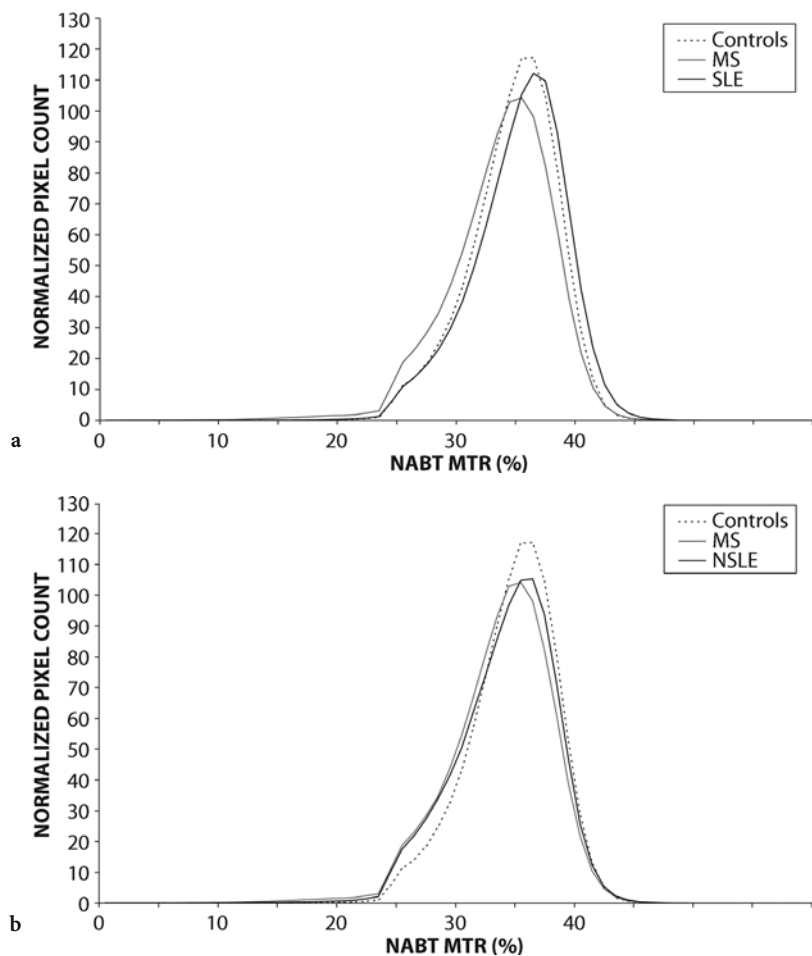 130
120
110
100
90
80
70
60
50
40
30
20
10
0
NORMALIZED PIXEL COUNT
Controls
MS
SLE
0 10 20 30 40
a
NABT MTR (%)
130
120
110
100
90
80
70
60
50
40
30
20
10
0
NORMALIZED PIXEL COUNT
Controls
MS
NSLE
0 10 20 30 40
b
NABT MTR (%)